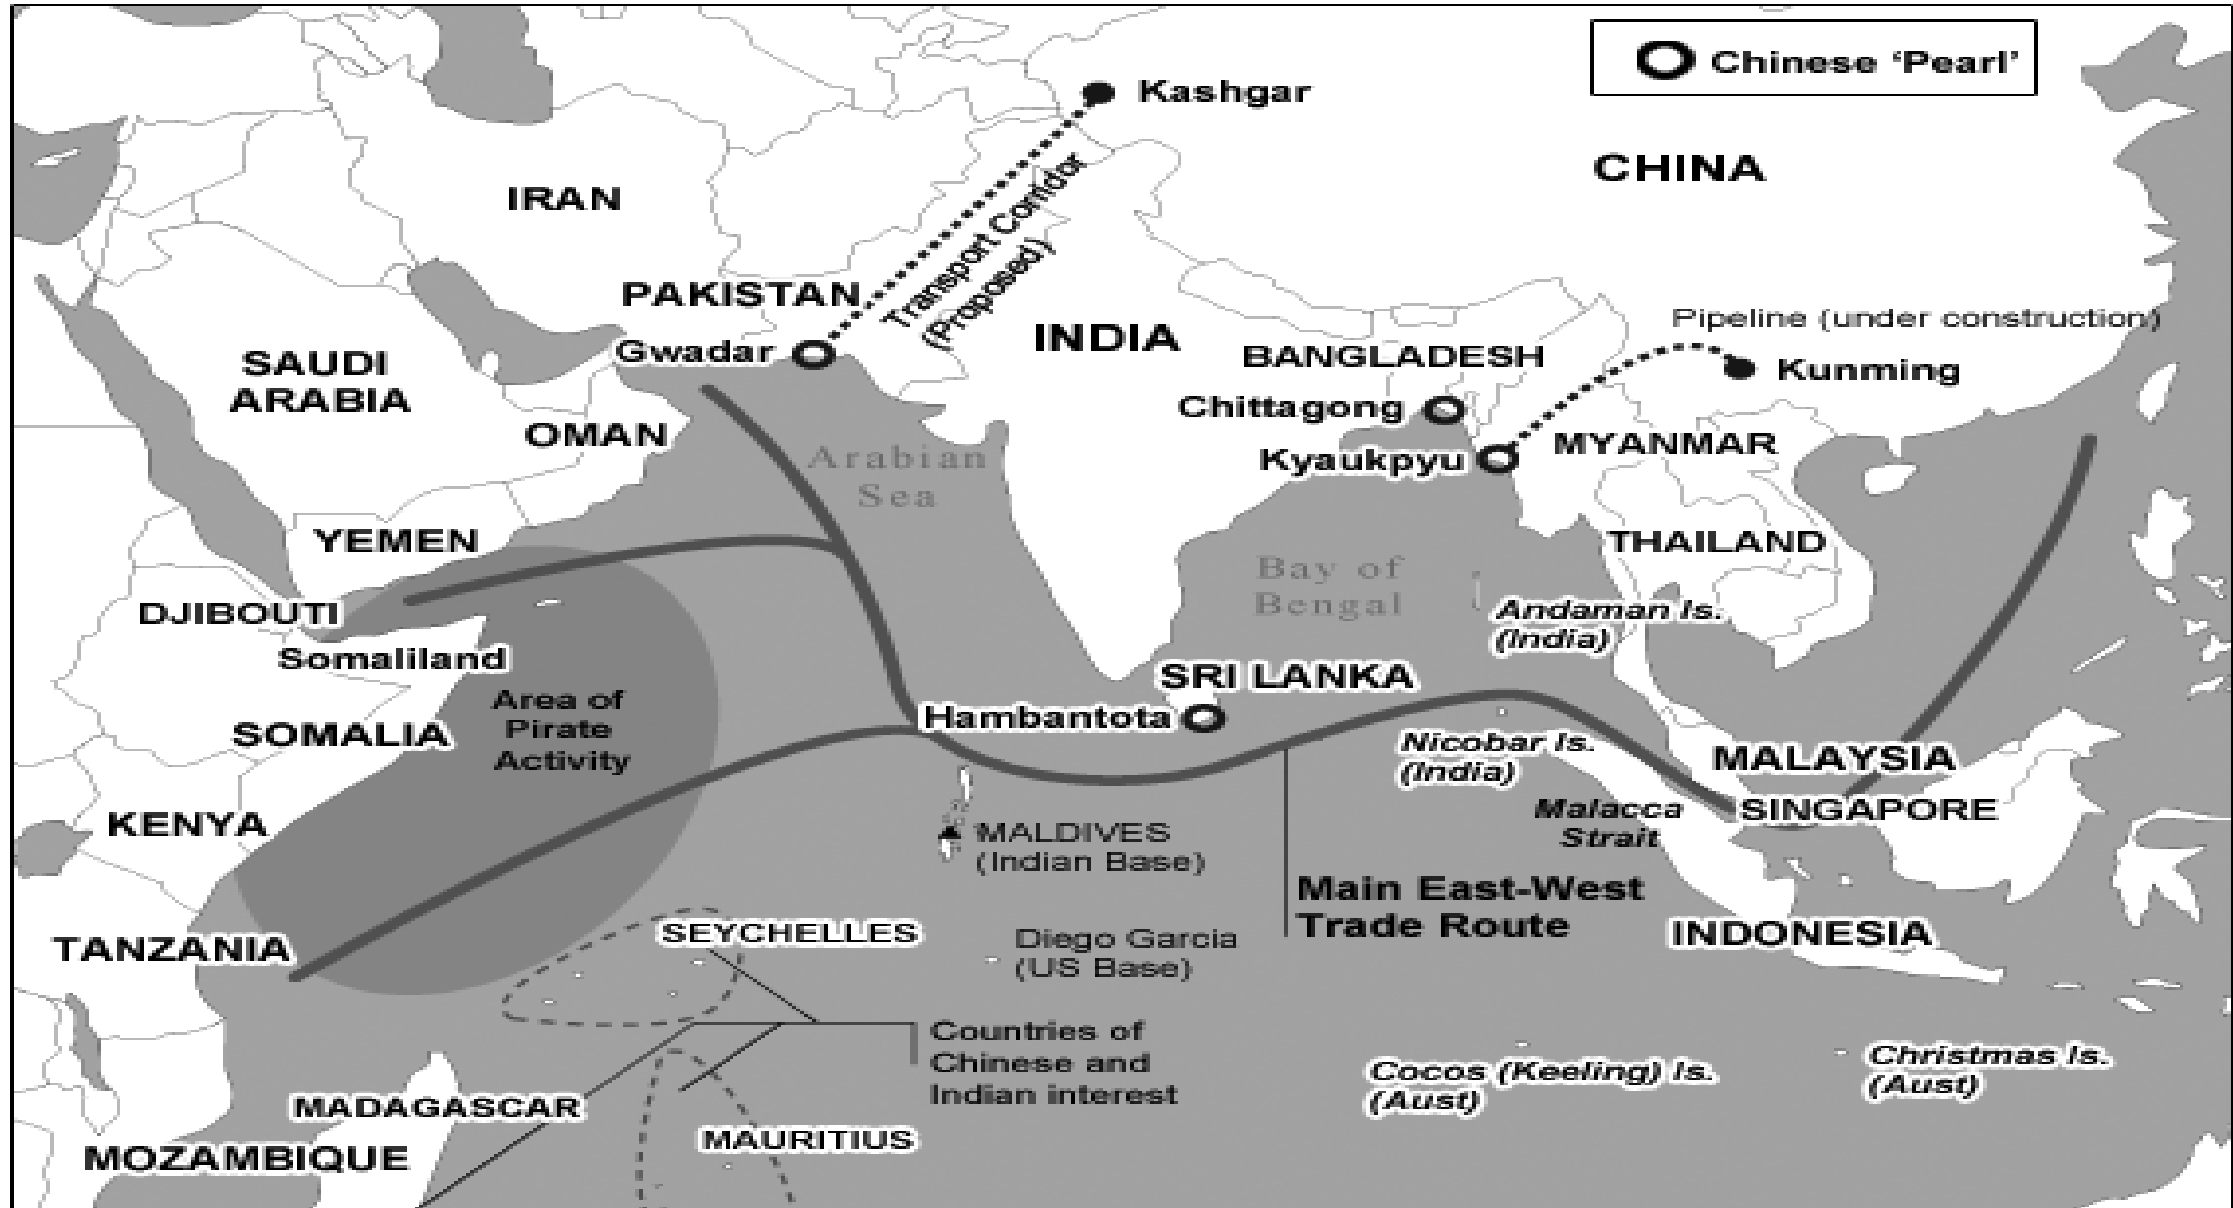 Chinese ‘Pearl’
Kashgar
CHINA
IRAN
Transport Corridor
(Proposed)
PAKISTAN
Gwadar
INDIA
Pipeline (under construction)
BANGLADESH
Kunming
SAUDI
ARABIA
Chittagong
OMAN
MYANMAR
Kyaukpyu
Arabian
Sea
YEMEN
THAILAND
Bay of
Bengal
DJIBOUTI
Andaman Is.
(India)
Somaliland
SRI LANKA
Area of
Pirate
Activity
Hambantota
SOMALIA
Nicobar Is.
(India)
MALAYSIA
KENYA
Malacca
Strait
SINGAPORE
MALDIVES
(Indian Base)
Main East-West
Trade Route
TANZANIA
SEYCHELLES
Diego Garcia
(US Base)
INDONESIA
Countries of
Chinese and
Indian interest
Cocos (Keeling) Is.
(Aust)
Christmas Is.
(Aust)
MADAGASCAR
MAURITIUS
MOZAMBIQUE